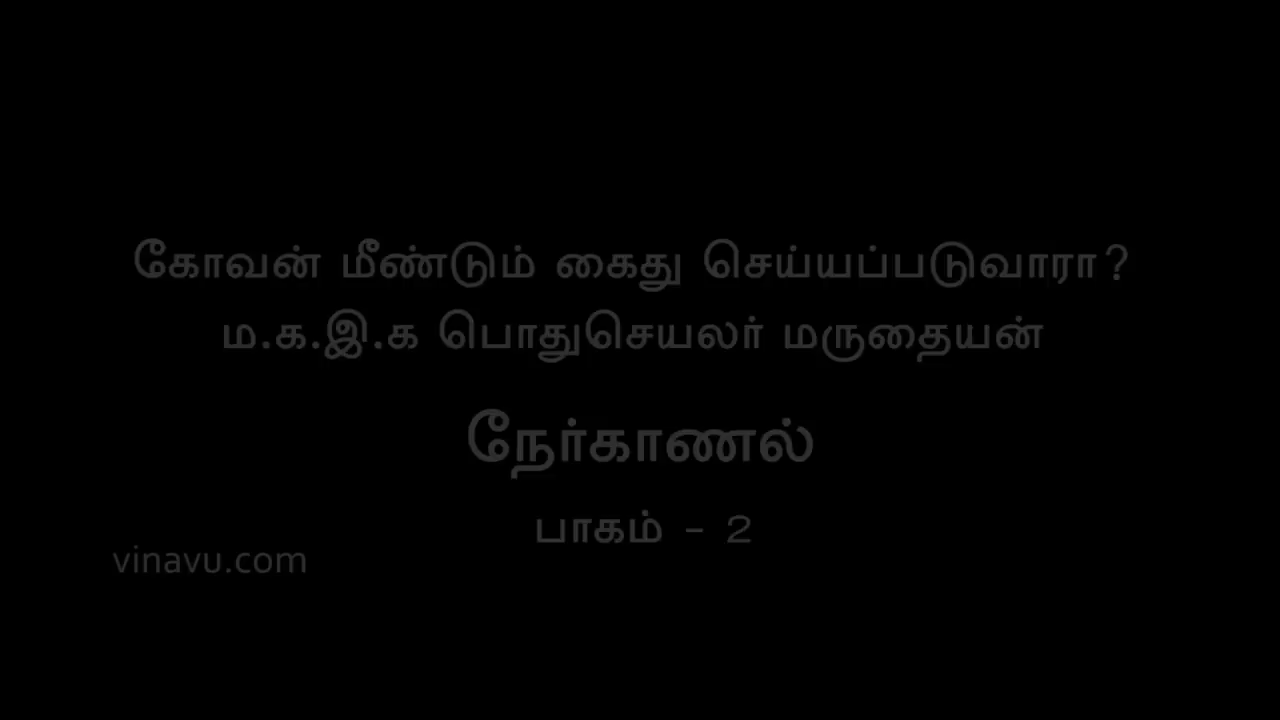 கோவன் மீண்டும் கைது செய்யப்படுவாரா?
ம.க.இ.க பொதுசெயலர் மருதையன்
நேர்காணல்
பாகம் - 2
vinavu.com